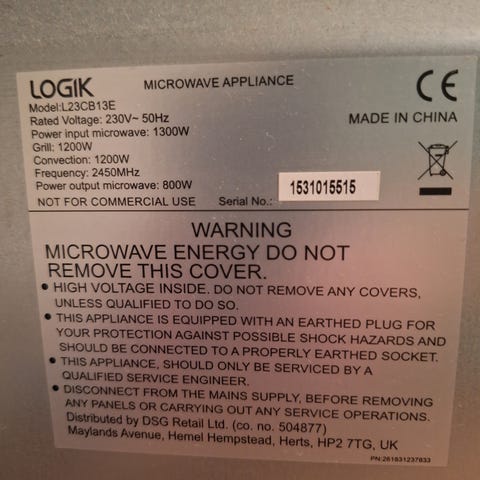 LOGIK MICROWAVE APPLIANCE CE
Model:L23CB13E
Rated Voltage: 230V~ 50Hz
MADE IN CHINA
Power input microwave: 1300W
Grill: 1200W
Convection: 1200W
Frequency: 2450MHz
Power output microwave: 800W
NOT FOR COMMERCIAL USE Serial No.: 1531015515
WARNING
MICROWAVE ENERGY DO NOT
REMOVE THIS COVER.
• HIGH VOLTAGE INSIDE. DO NOT REMOVE ANY COVERS,
UNLESS QUALIFIED TO DO SO.
• THIS APPLIANCE IS EQUIPPED WITH AN EARTHED PLUG FOR
YOUR PROTECTION AGAINST POSSIBLE SHOCK HAZARDS AND
SHOULD BE CONNECTED TO A PROPERLY EARTHED SOCKET.
• THIS APPLIANCE, SHOULD ONLY BE SERVICED BY A
QUALIFIED SERVICE ENGINEER.
• DISCONNECT FROM THE MAINS SUPPLY, BEFORE REMOVING
ANY PANELS OR CARRYING OUT ANY SERVICE OPERATIONS.
Distributed by DSG Retail Ltd. (co. no. 504877)
Maylands Avenue, Hemel Hempstead, Herts, HP2 7TG, UK
PN:261831237833